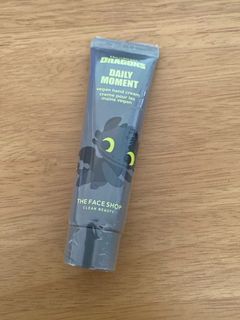 DRAGONS
DAILY
MOMENT
vegan hand cream
crème pour les
mains vegan
THE FACE SHOP
CLEAN BEAUTY